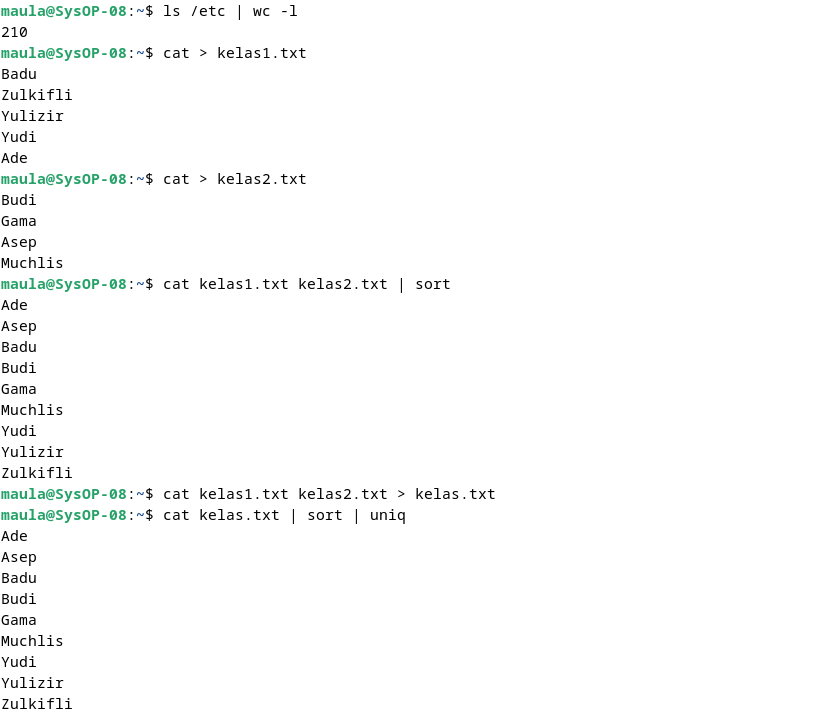 maula@SysOP-08:~$ ls /etc | wc -l
210
maula@SysOP-08:~$ cat > kelas1.txt
Badu
Zulkifli
Yulizir
Yudi
Ade
maula@SysOP-08:~$ cat > kelas2.txt
Budi
Gama
Asep
Muchlis
maula@SysOP-08:~$ cat kelas1.txt kelas2.txt | sort
Ade
Asep
Badu
Budi
Gama
Muchlis
Yudi
Yulizir
Zulkifli
maula@SysOP-08:~$ cat kelas1.txt kelas2.txt > kelas.txt
maula@SysOP-08:~$ cat kelas.txt | sort | uniq
Ade
Asep
Badu
Budi
Gama
Muchlis
Yudi
Yulizir
Zulkifli